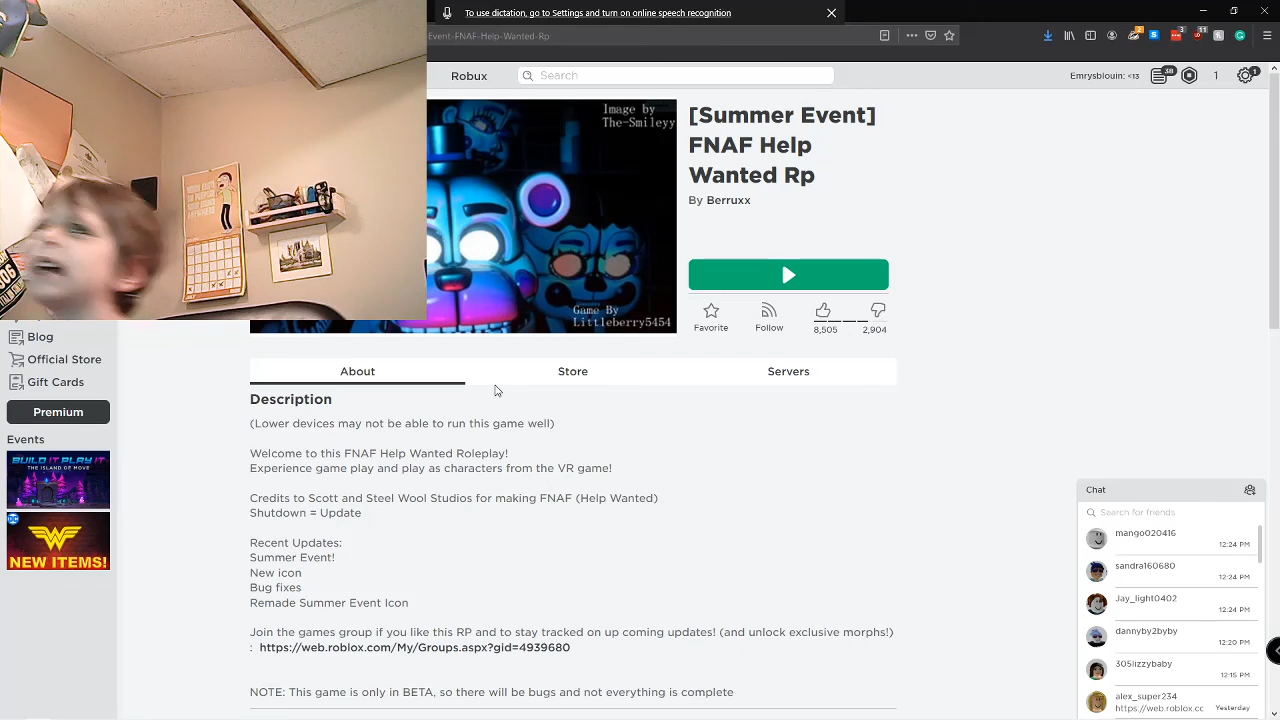 To use dictation, go to Settings and turn on online speech recognition
Event-FNAF-Help-Wanted-Rp
Robux
Search
Emrysblouin: <13
38
1
1
Image by
The-Smileyy
Game By
Littleberry5454
[Summer Event]
FNAF Help
Wanted Rp
By Berruxx
Favorite
Follow
8,505
2,904
Blog
Official Store
Gift Cards
Premium
Events
BUILD IT PLAY IT
THE ISLAND OF MOVE
DC
NEW ITEMS!
About
Store
Servers
Description
(Lower devices may not be able to run this game well)
Welcome to this FNAF Help Wanted Roleplay!
Experience game play and play as characters from the VR game!
Credits to Scott and Steel Wool Studios for making FNAF (Help Wanted)
Shutdown = Update
Recent Updates:
Summer Event!
New icon
Bug fixes
Remade Summer Event Icon
Join the games group if you like this RP and to stay tracked on up coming updates! (and unlock exclusive morphs!)
: https://web.roblox.com/My/Groups.aspx?gid=4939680
NOTE: This game is only in BETA, so there will be bugs and not everything is complete
Chat
Search for friends
mango020416
12:24 PM
sandra160680
12:24 PM
Jay_light0402
12:24 PM
dannyby2byby
12:20 PM
305lizzybaby
12:15 PM
alex_super234
https://web.roblox.cc
Yesterday